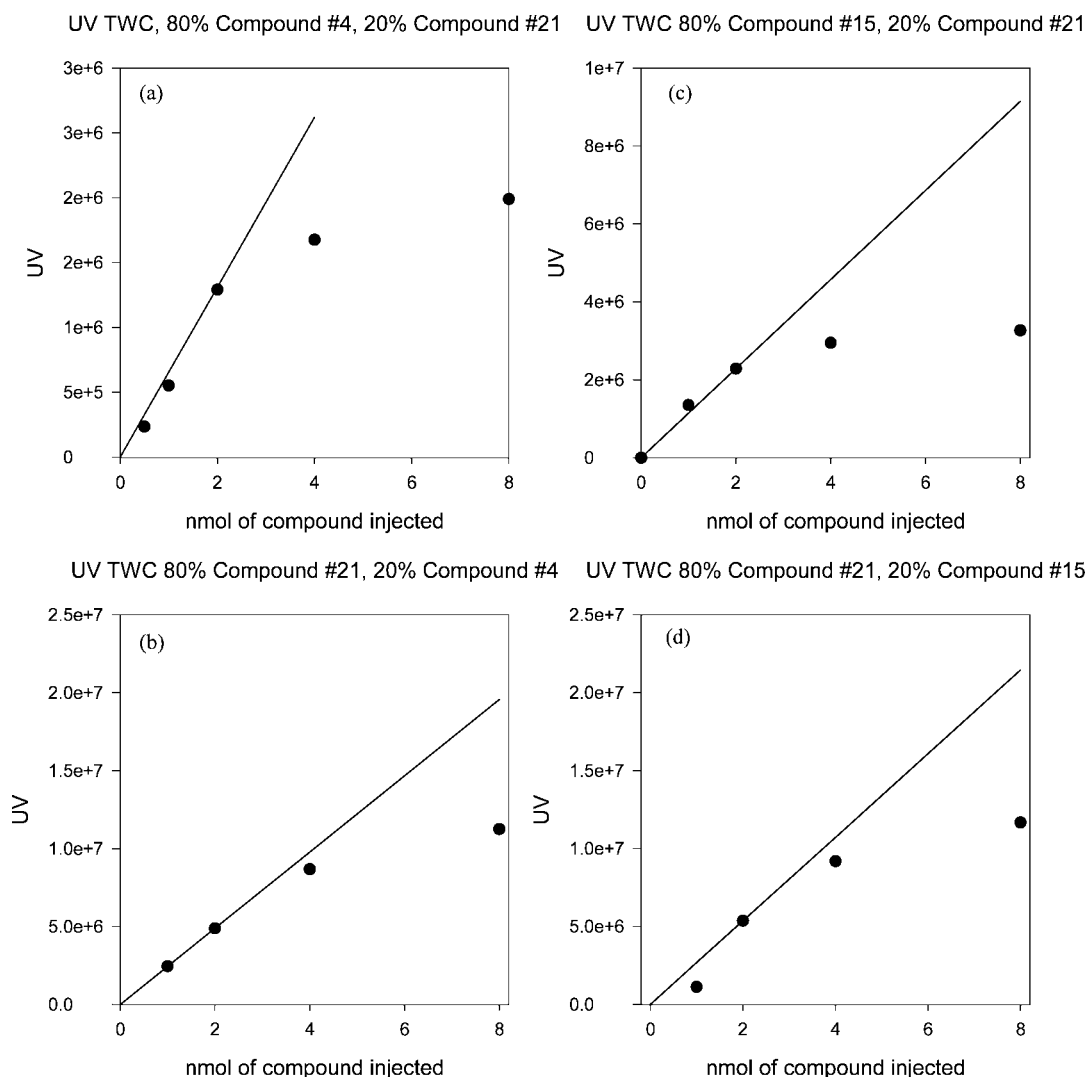 UV TWC, 80% Compound #4, 20% Compound #21
(a)
3e+6
3e+6
2e+6
2e+6
1e+6
5e+5
0
UV
0 2 4 6 8
nmol of compound injected
UV TWC 80% Compound #15, 20% Compound #21
(c)
1e+7
8e+6
6e+6
4e+6
2e+6
0
UV
0 2 4 6 8
nmol of compound injected
UV TWC 80% Compound #21, 20% Compound #4
(b)
2.5e+7
2.0e+7
1.5e+7
1.0e+7
5.0e+6
0.0
UV
0 2 4 6 8
nmol of compound injected
UV TWC 80% Compound #21, 20% Compound #15
(d)
2.5e+7
2.0e+7
1.5e+7
1.0e+7
5.0e+6
0.0
UV
0 2 4 6 8
nmol of compound injected